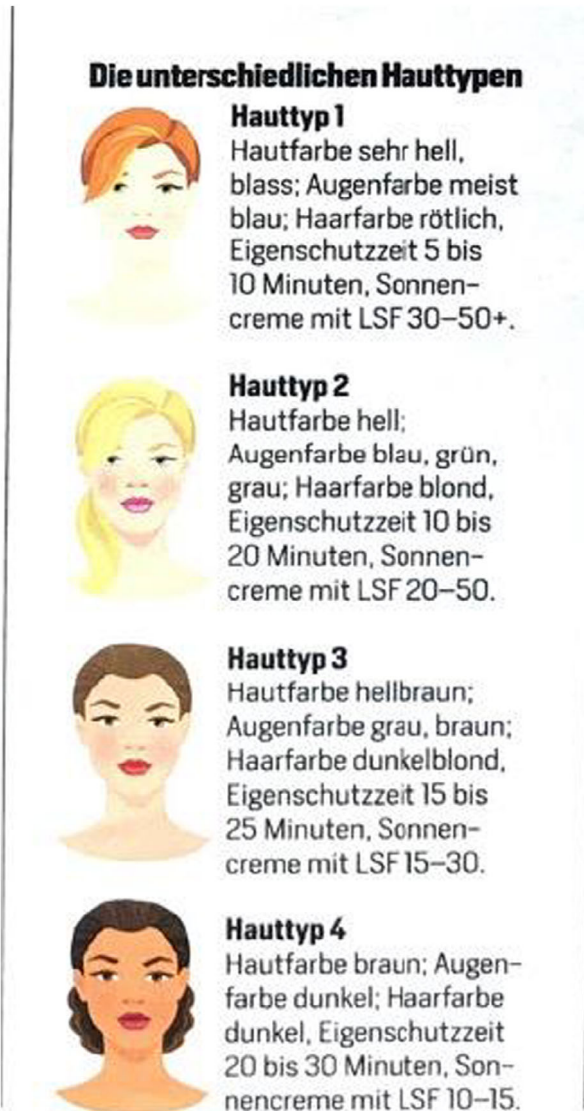 Die unterschiedlichen Hauttypen
Hauttyp 1
Hautfarbe sehr hell,
blass; Augenfarbe meist
blau; Haarfarbe rötlich,
Eigenschutzzeit 5 bis
10 Minuten, Sonnen-
creme mit LSF 30–50+.
Hauttyp 2
Hautfarbe hell;
Augenfarbe blau, grün,
grau; Haarfarbe blond,
Eigenschutzzeit 10 bis
20 Minuten, Sonnen-
creme mit LSF 20–50.
Hauttyp 3
Hautfarbe hellbraun;
Augenfarbe grau, braun;
Haarfarbe dunkelblond,
Eigenschutzzeit 15 bis
25 Minuten, Sonnen-
creme mit LSF 15–30.
Hauttyp 4
Hautfarbe braun; Augen-
farbe dunkel; Haarfarbe
dunkel, Eigenschutzzeit
20 bis 30 Minuten, Son-
nencreme mit LSF 10–15.